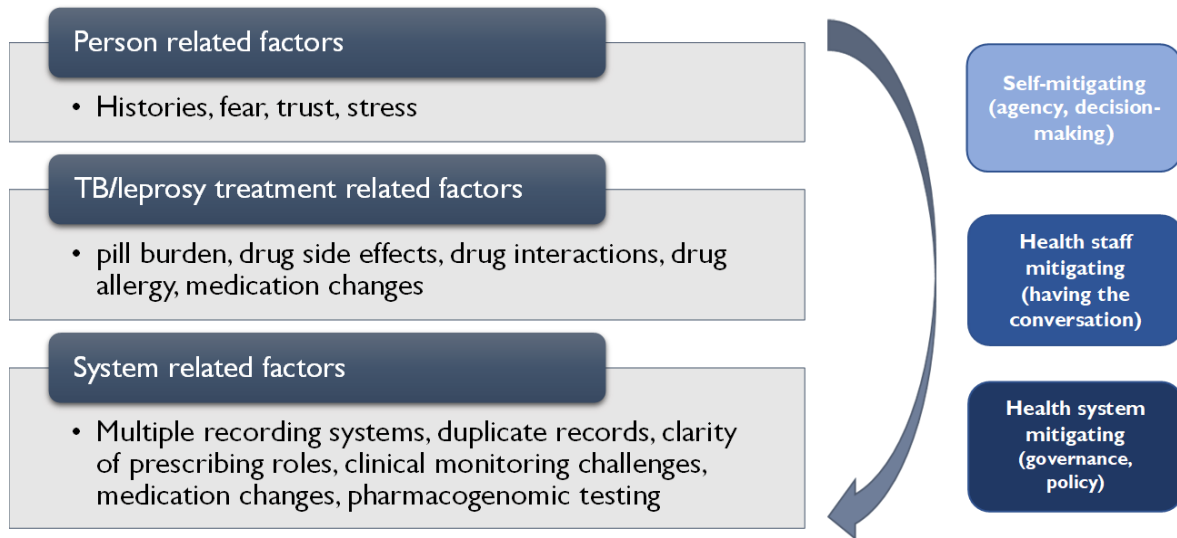 Person related factors
• Histories, fear, trust, stress
TB/leprosy treatment related factors
• pill burden, drug side effects, drug interactions, drug
allergy, medication changes
System related factors
• Multiple recording systems, duplicate records, clarity
of prescribing roles, clinical monitoring challenges,
medication changes, pharmacogenomic testing
Self-mitigating
(agency, decision-
making)
Health staff
mitigating
(having the
conversation)
Health system
mitigating
(governance,
policy)